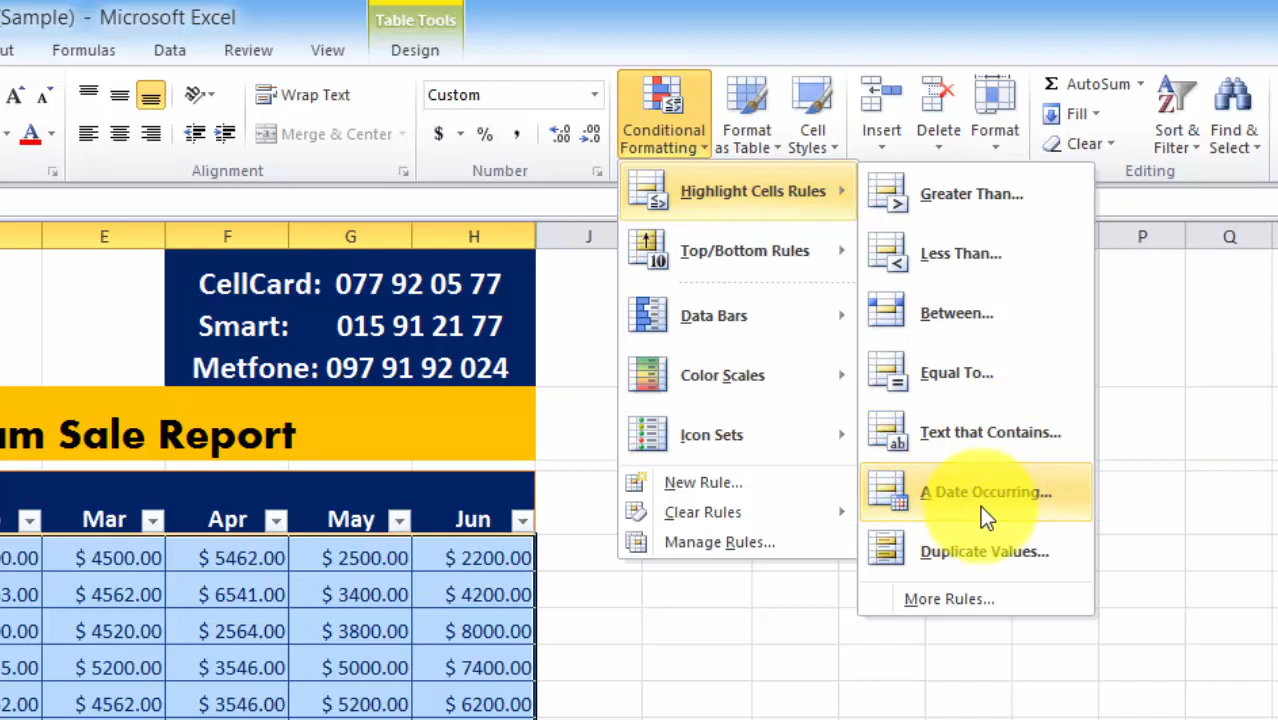 (Sample) - Microsoft Excel
Table Tools
ut Formulas Data Review View Design
A A Wrap Text Custom
A Merge & Center $ % ,
Conditional Formatting
Format as Table
Cell Styles
Insert
Delete
Format
Σ AutoSum
Fill
Clear
Sort & Filter
Find & Select
Alignment Number Editing
E F G H J P Q
CellCard: 077 92 05 77
Smart: 015 91 21 77
Metfone: 097 91 92 024
am Sale Report
Mar Apr May Jun
00.00 $ 4500.00 $ 5462.00 $ 2500.00 $ 2200.00
3.00 $ 4562.00 $ 6541.00 $ 3400.00 $ 4200.00
00.00 $ 4520.00 $ 2564.00 $ 3800.00 $ 8000.00
5.00 $ 5200.00 $ 3546.00 $ 5000.00 $ 7400.00
2.00 $ 4562.00 $ 3546.00 $ 5200.00 $ 6200.00
Highlight Cells Rules
Top/Bottom Rules
Data Bars
Color Scales
Icon Sets
New Rule...
Clear Rules
Manage Rules...
Greater Than...
Less Than...
Between...
Equal To...
Text that Contains...
A Date Occurring...
Duplicate Values...
More Rules...